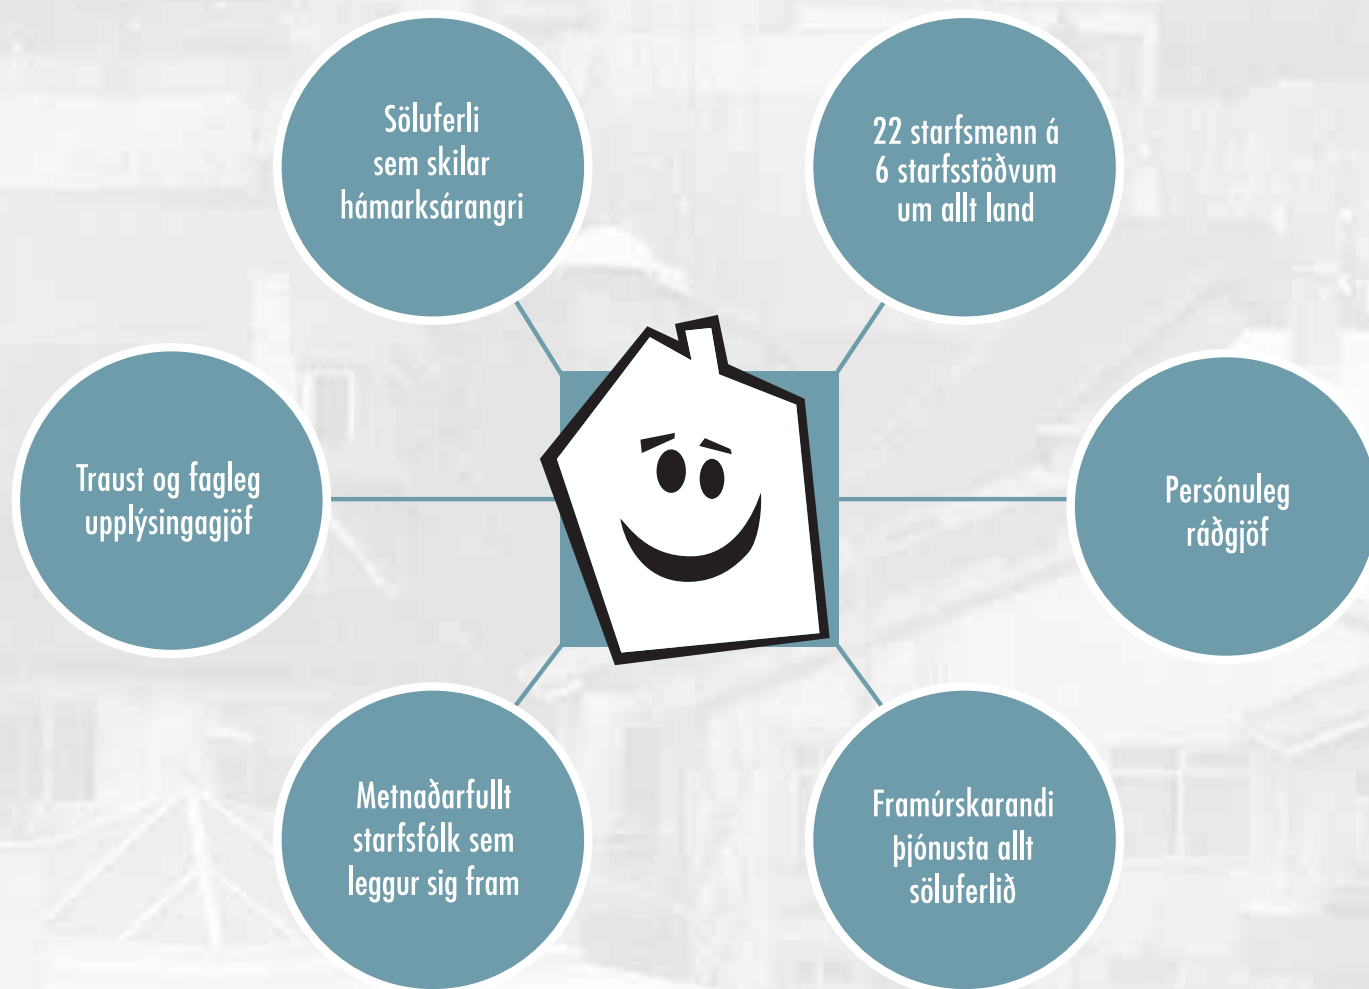 Söluferli
sem skilar
hámarksárangri
22 starfsmenn á
6 starfsstöðvum
um allt land
Traust og fagleg
upplýsingagjöf
Persónuleg
ráðgjöf
Metnaðarfullt
starfsfólk sem
leggur sig fram
Framúrskarandi
þjónusta allt
söluferlið